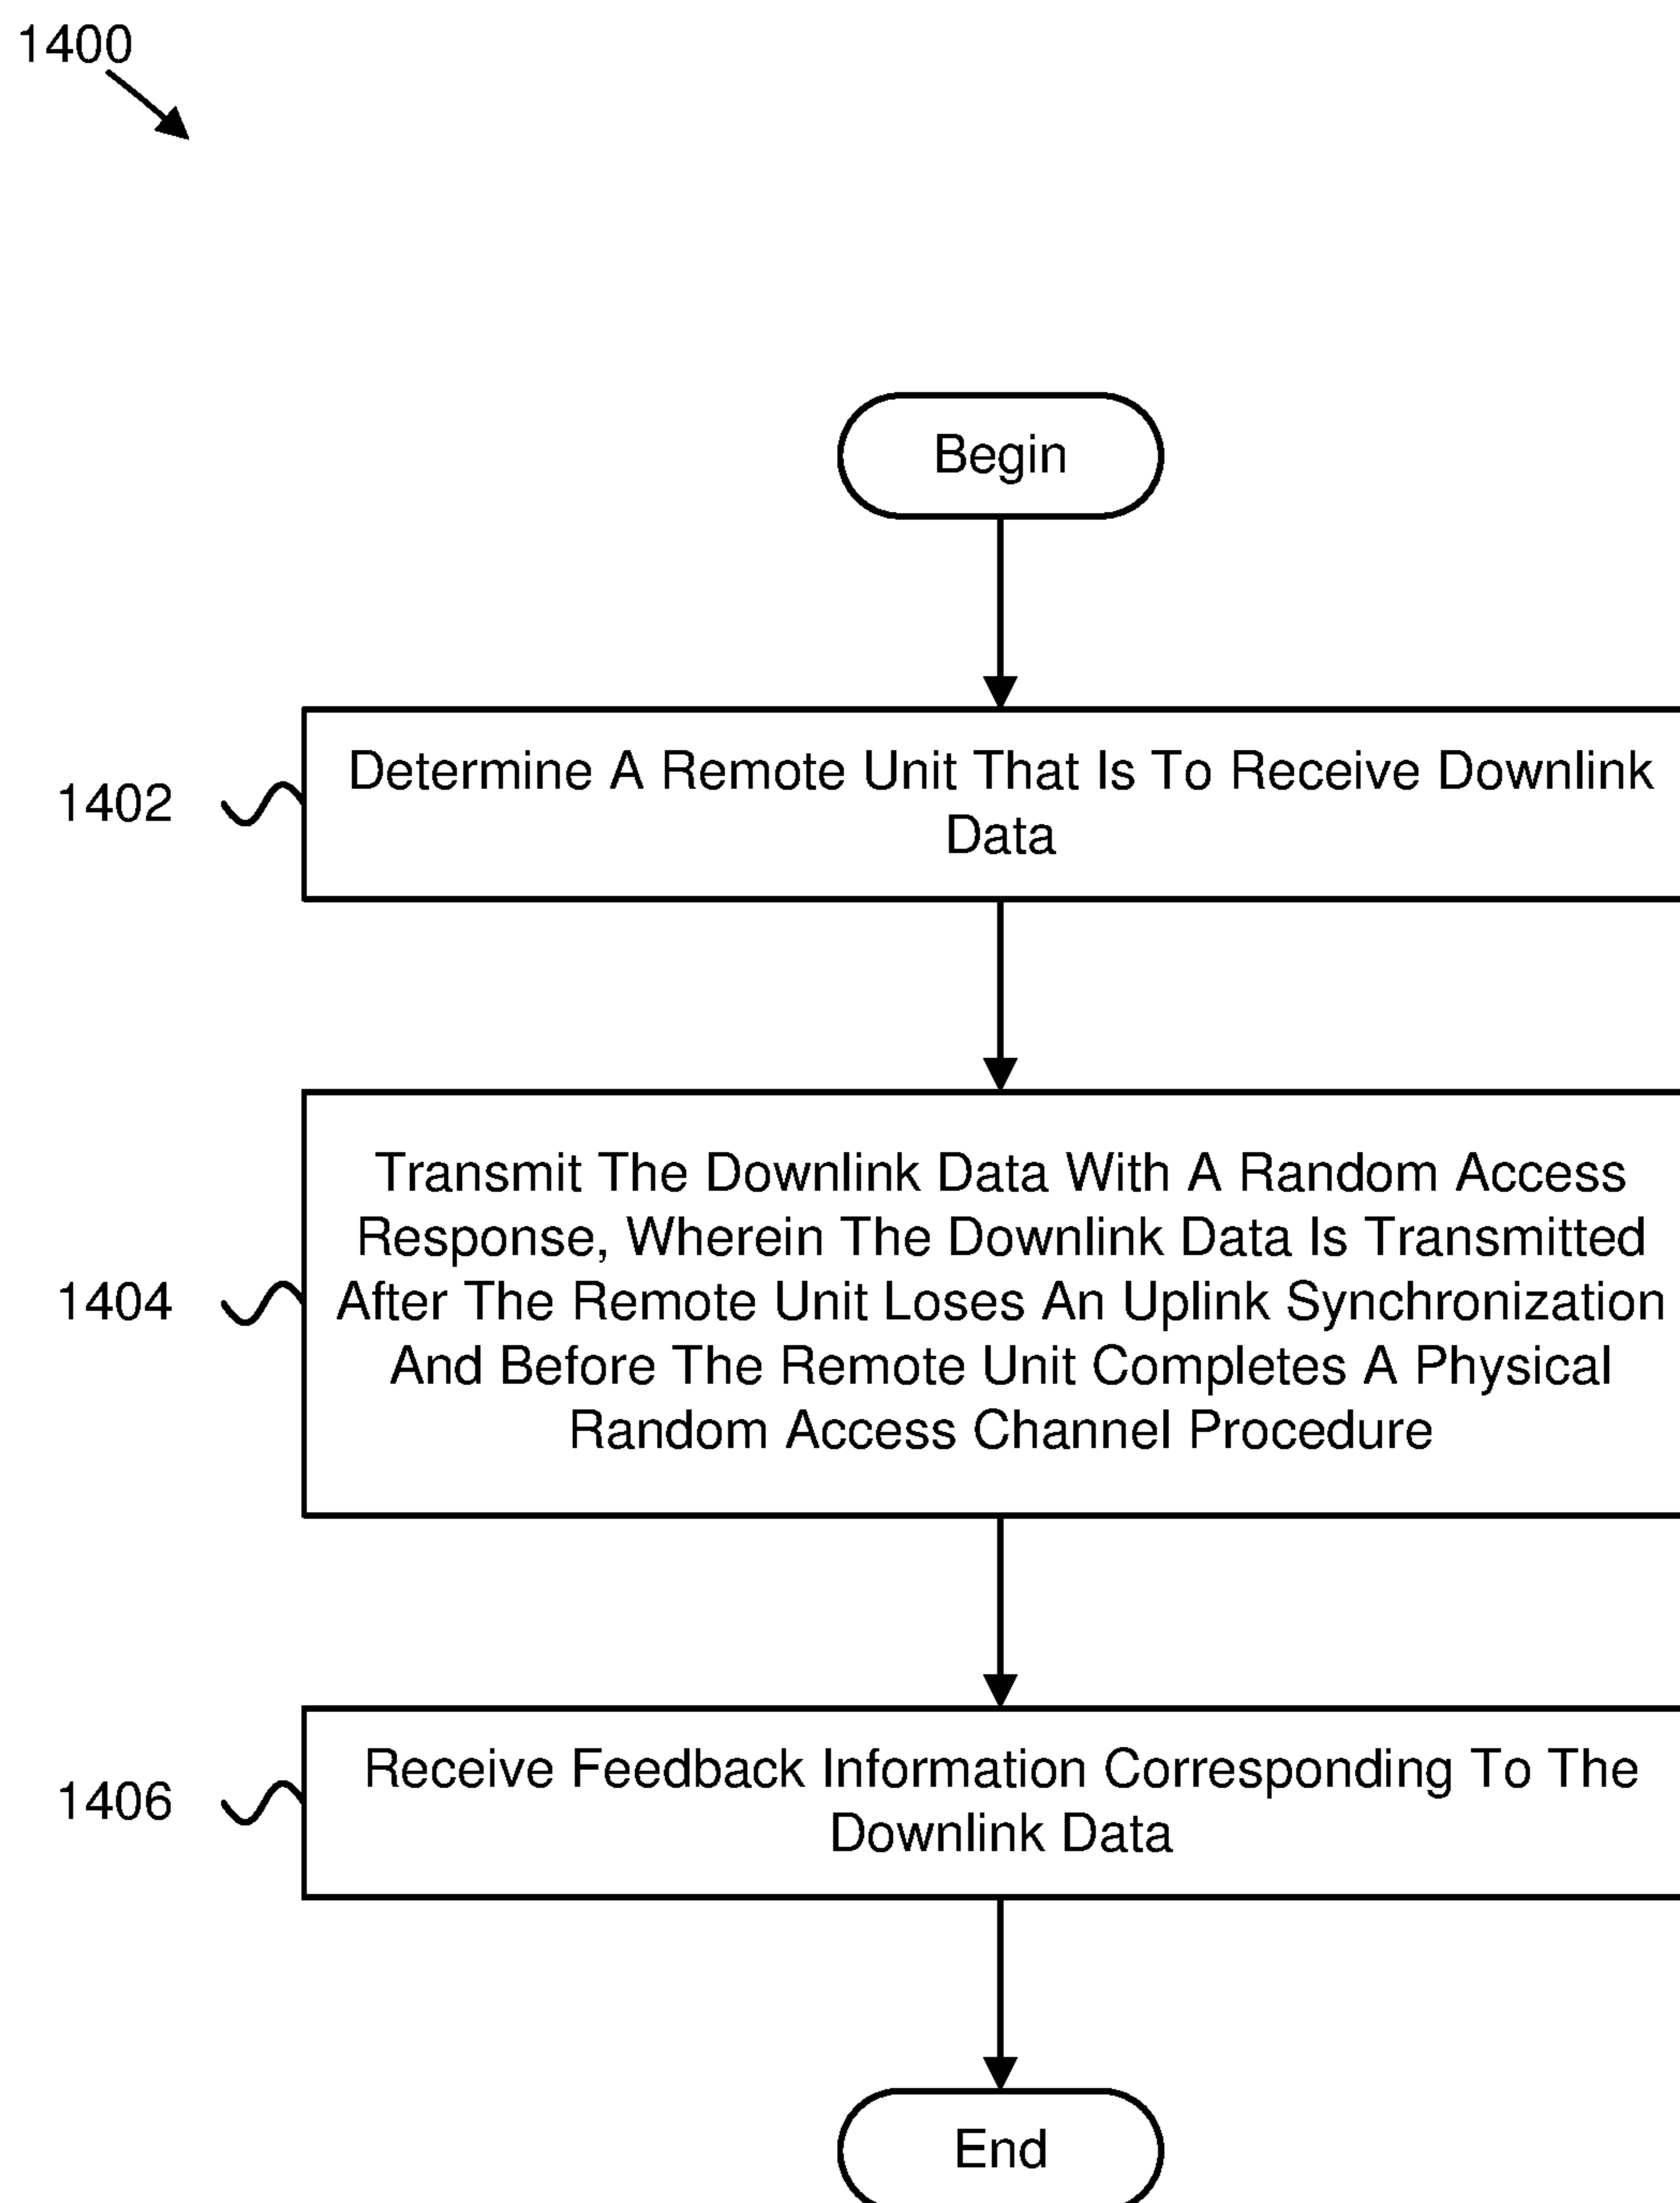 1400
Begin
1402
Determine A Remote Unit That Is To Receive Downlink
Data
1404
Transmit The Downlink Data With A Random Access
Response, Wherein The Downlink Data Is Transmitted
After The Remote Unit Loses An Uplink Synchronization
And Before The Remote Unit Completes A Physical
Random Access Channel Procedure
1406
Receive Feedback Information Corresponding To The
Downlink Data
End